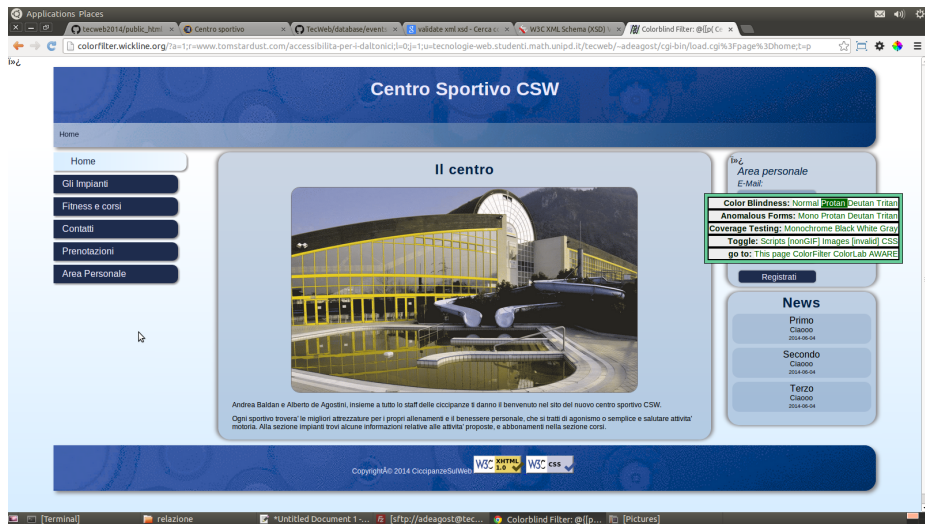 Applications Places
tecweb2014/public_html
Centro sportivo
TecWeb/database/event
validate xml xsd - Cerca c
W3C XML Schema (XSD) V
Colorblind Filter: @{[p( Ce
colorfilter.wickline.org/?a=1;r=www.tomstardust.com/accessibilita-per-i-daltonici;l=0;j=1;u=tecnologie-web.studenti.math.unipd.it/tecweb/~adeagost/cgi-bin/load.cgi%3Fpage%3Dhome;t=p
ï»¿
Centro Sportivo CSW
Home
Home
Gli Impianti
Fitness e corsi
Contatti
Prenotazioni
Area Personale
Il centro
Andrea Baldan e Alberto de Agostini, insieme a tutto lo staff delle ciccipanze ti danno il benvenuto nel sito del nuovo centro sportivo CSW.
Ogni sportivo trovera' le migliori attrezzature per i propri allenamenti e il benessere personale, che si tratti di agonismo o semplice e salutare attivita'
motoria. Alla sezione impianti trovi alcune informazioni relative alle attivita' proposte, e abbonamenti nella sezione corsi.
ï»¿
Area personale
E-Mail:
Color Blindness: Normal Protan Deutan Tritan
Anomalous Forms: Mono Protan Deutan Tritan
Coverage Testing: Monochrome Black White Gray
Toggle: Scripts [nonGIF] Images [invalid] CSS
go to: This page ColorFilter ColorLab AWARE
Registrati
News
Primo
Ciaooo
2014-06-04
Secondo
Ciaooo
2014-06-04
Terzo
Ciaooo
2014-06-04
CopyrightÂ© 2014 CiccipanzeSulWeb
W3C XHTML 1.0
W3C css
[Terminal]
relazione
*Untitled Document 1 -...
[sftp://adeagost@tec...
Colorblind Filter: @{[p...
[Pictures]